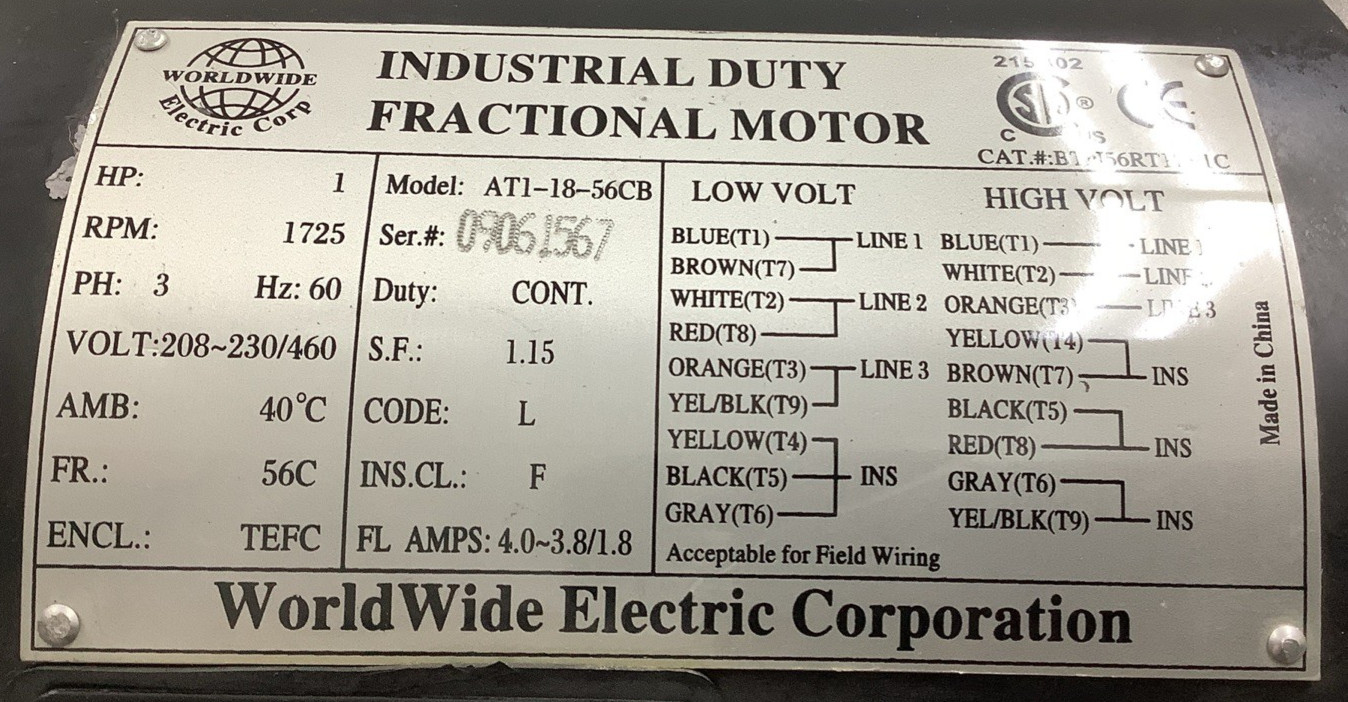 WORLDWIDE
Electric Corp
INDUSTRIAL DUTY
FRACTIONAL MOTOR
C
CAT.#:
HP: 1
RPM: 1725
PH: 3 Hz: 60
VOLT:208~230/460
AMB: 40°C
FR.: 56C
ENCL.: TEFC
Model: AT1-18-56CB
Ser.#: 09061567
Duty: CONT.
S.F.: 1.15
CODE: L
INS.CL.: F
FL AMPS: 4.0~3.8/1.8
LOW VOLT
BLUE(T1) LINE 1
BROWN(T7)
WHITE(T2) LINE 2
RED(T8)
ORANGE(T3) LINE 3
YEL/BLK(T9)
YELLOW(T4)
BLACK(T5) INS
GRAY(T6)
Acceptable for Field Wiring
HIGH VOLT
BLUE(T1) LINE 1
WHITE(T2) LINE
ORANGE(T3) LINE 3
YELLOW(T4)
BROWN(T7) INS
BLACK(T5)
RED(T8) INS
GRAY(T6)
YEL/BLK(T9) INS
Made in China
WorldWide Electric Corporation